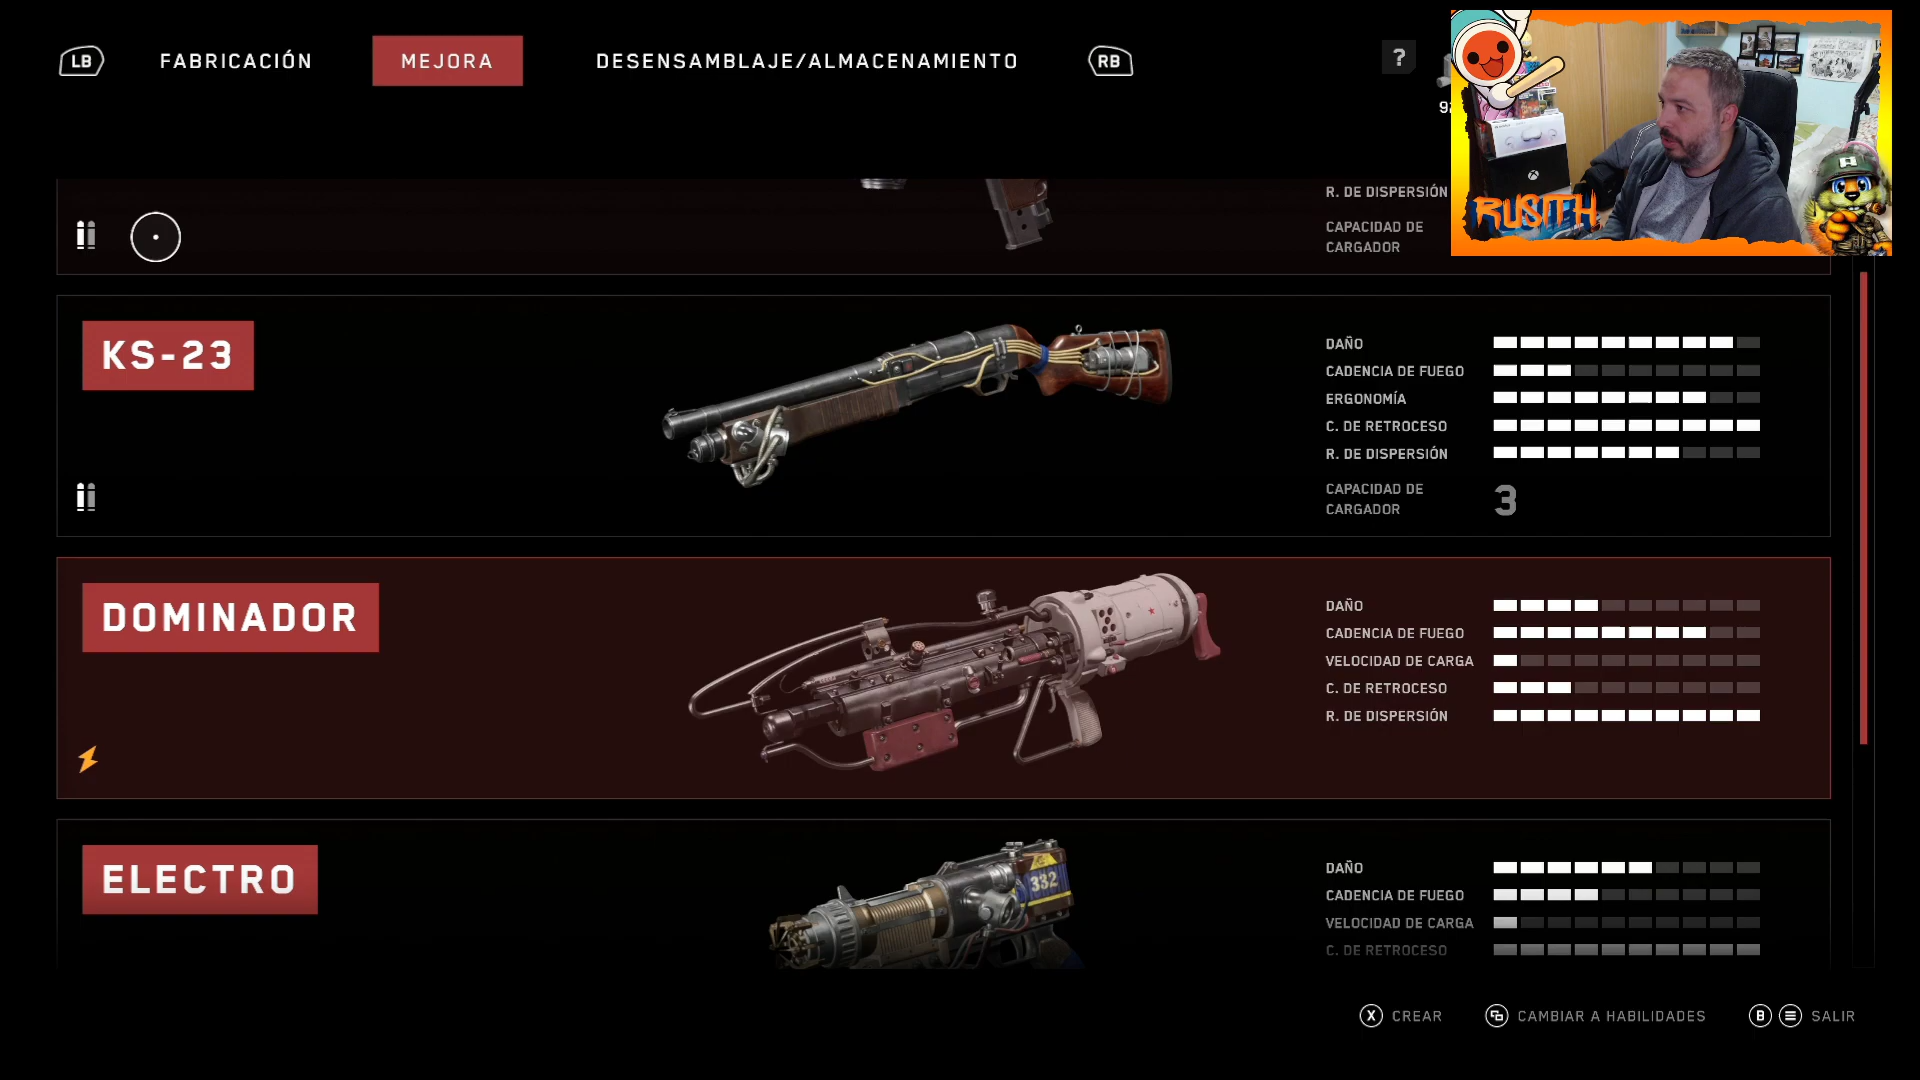 LB
FABRICACIÓN
MEJORA
DESENSAMBLAJE/ALMACENAMIENTO
RB
?
RUSITH
R. DE DISPERSIÓN
CAPACIDAD DE
CARGADOR
KS-23
DAÑO
CADENCIA DE FUEGO
ERGONOMÍA
C. DE RETROCESO
R. DE DISPERSIÓN
CAPACIDAD DE
CARGADOR
3
DOMINADOR
DAÑO
CADENCIA DE FUEGO
VELOCIDAD DE CARGA
C. DE RETROCESO
R. DE DISPERSIÓN
ELECTRO
332
DAÑO
CADENCIA DE FUEGO
VELOCIDAD DE CARGA
C. DE RETROCESO
X CREAR
CAMBIAR A HABILIDADES
B SALIR